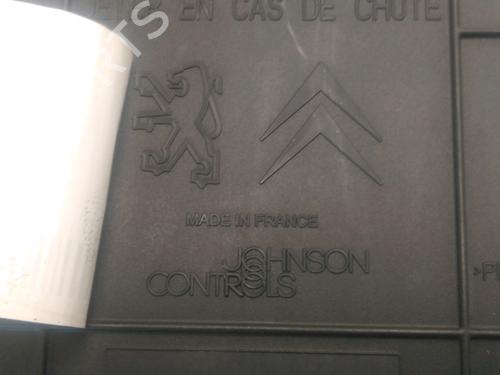 EN CAS DE CHUTE
MADE IN FRANCE
JOHNSON
CONTROLS